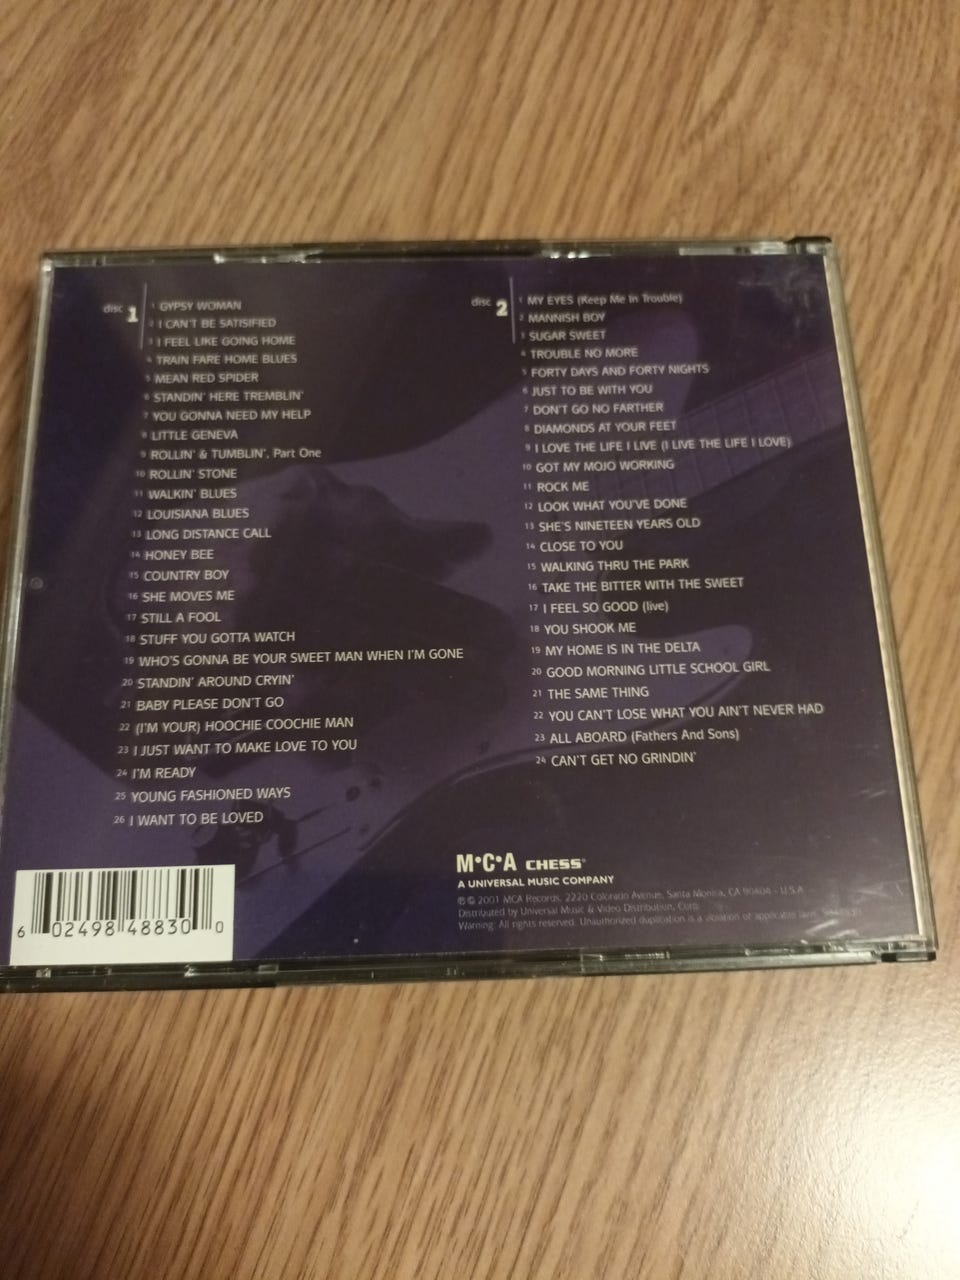 disc 1
1 GYPSY WOMAN
2 I CAN'T BE SATISIFIED
3 I FEEL LIKE GOING HOME
4 TRAIN FARE HOME BLUES
5 MEAN RED SPIDER
6 STANDIN' HERE TREMBLIN'
7 YOU GONNA NEED MY HELP
8 LITTLE GENEVA
9 ROLLIN' & TUMBLIN', Part One
10 ROLLIN' STONE
11 WALKIN' BLUES
12 LOUISIANA BLUES
13 LONG DISTANCE CALL
14 HONEY BEE
15 COUNTRY BOY
16 SHE MOVES ME
17 STILL A FOOL
18 STUFF YOU GOTTA WATCH
19 WHO'S GONNA BE YOUR SWEET MAN WHEN I'M GONE
20 STANDIN' AROUND CRYIN'
21 BABY PLEASE DON'T GO
22 (I'M YOUR) HOOCHIE COOCHIE MAN
23 I JUST WANT TO MAKE LOVE TO YOU
24 I'M READY
25 YOUNG FASHIONED WAYS
26 I WANT TO BE LOVED
disc 2
1 MY EYES (Keep Me In Trouble)
2 MANNISH BOY
3 SUGAR SWEET
4 TROUBLE NO MORE
5 FORTY DAYS AND FORTY NIGHTS
6 JUST TO BE WITH YOU
7 DON'T GO NO FARTHER
8 DIAMONDS AT YOUR FEET
9 I LOVE THE LIFE I LIVE (I LIVE THE LIFE I LOVE)
10 GOT MY MOJO WORKING
11 ROCK ME
12 LOOK WHAT YOU'VE DONE
13 SHE'S NINETEEN YEARS OLD
14 CLOSE TO YOU
15 WALKING THRU THE PARK
16 TAKE THE BITTER WITH THE SWEET
17 I FEEL SO GOOD (live)
18 YOU SHOOK ME
19 MY HOME IS IN THE DELTA
20 GOOD MORNING LITTLE SCHOOL GIRL
21 THE SAME THING
22 YOU CAN'T LOSE WHAT YOU AIN'T NEVER HAD
23 ALL ABOARD (Fathers And Sons)
24 CAN'T GET NO GRINDIN'
M·C·A CHESS®
A UNIVERSAL MUSIC COMPANY
℗ © 2001 MCA Records, 2220 Colorado Avenue, Santa Monica, CA 90404 - U.S.A.
Distributed by Universal Music & Video Distribution, Corp.
Warning: All rights reserved. Unauthorized duplication is a violation of applicable laws.
6 02498 48830 0